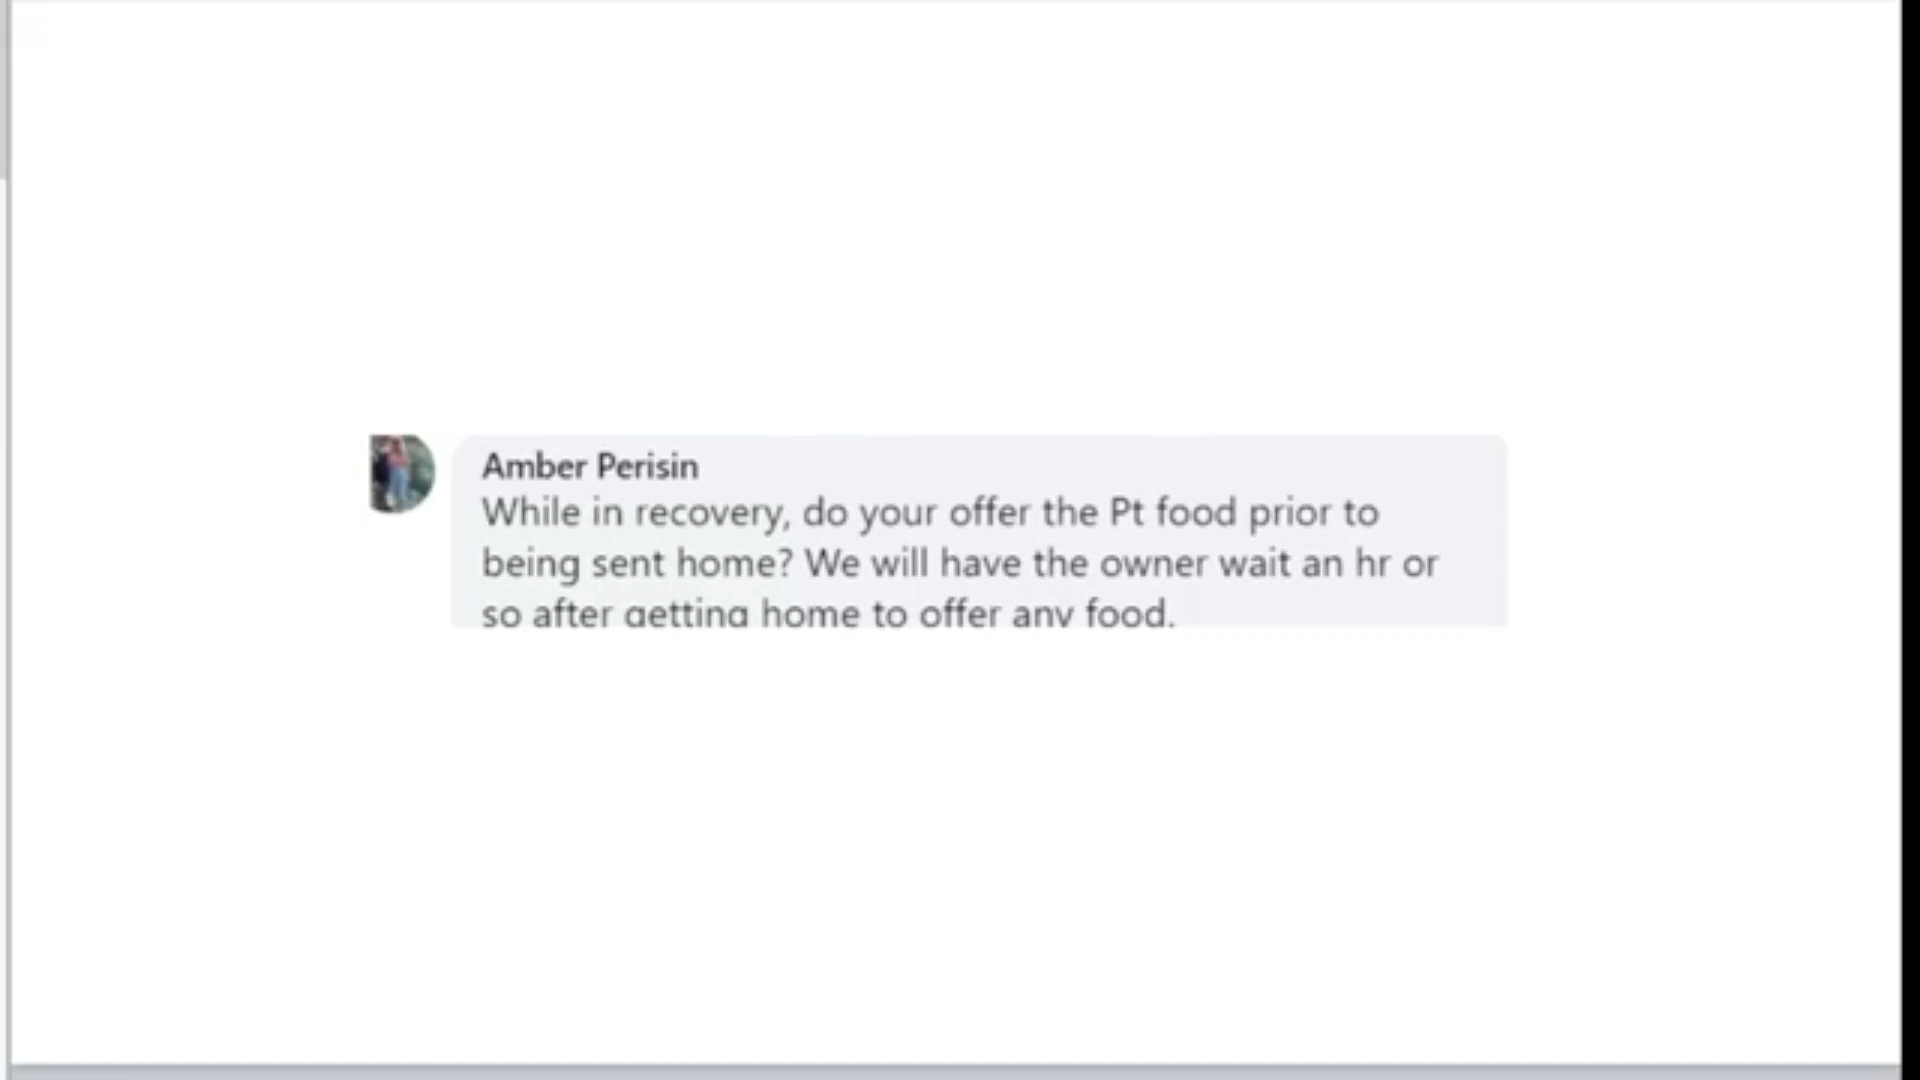 Amber Perisin
While in recovery, do your offer the Pt food prior to
being sent home? We will have the owner wait an hr or
so after getting home to offer any food.